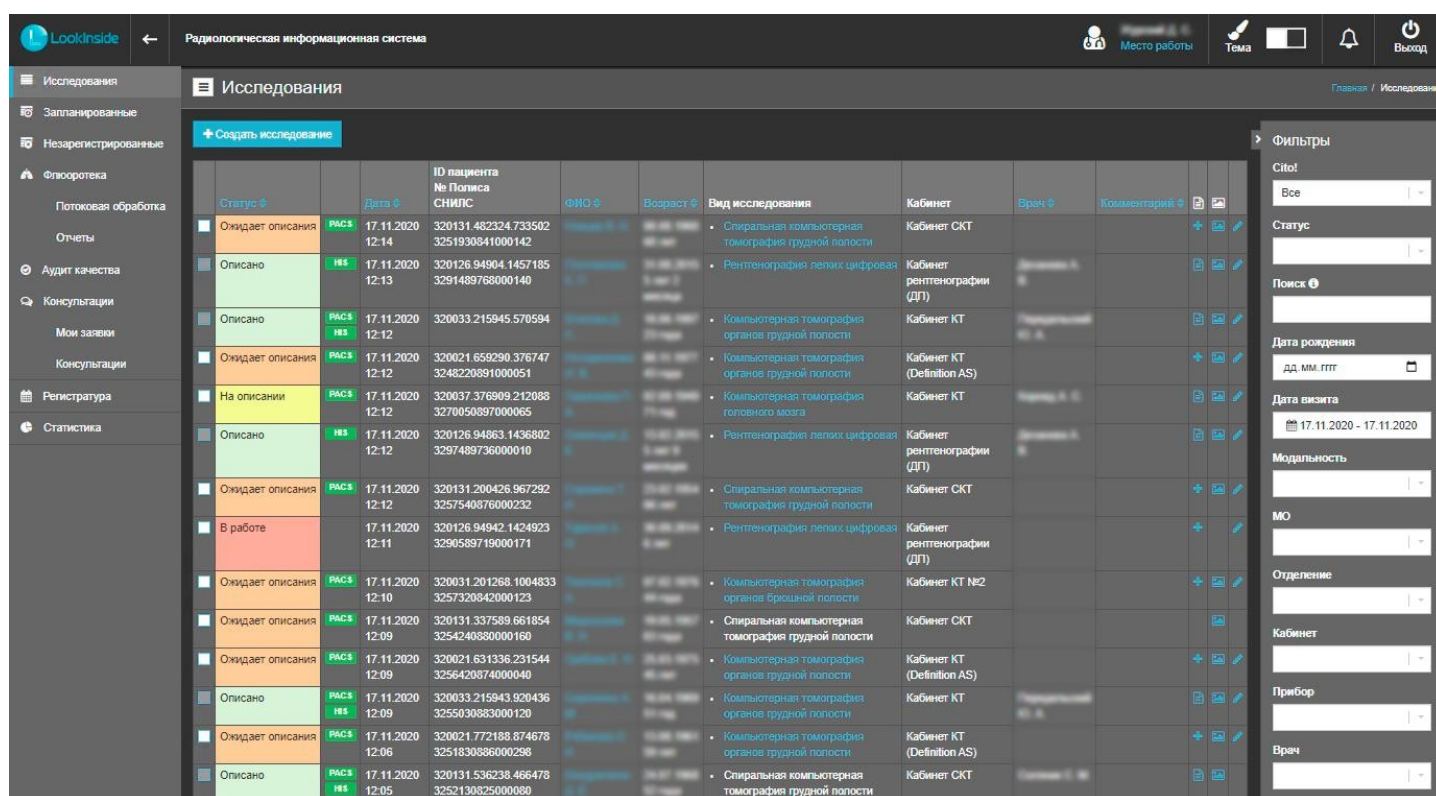 LookInside
Радиологическая информационная система
Место работы
Тема
Выход
Исследования
Запланированные
Незарегистрированные
Флюоротека
Потоковая обработка
Отчеты
Аудит качества
Консультации
Мои заявки
Консультации
Регистратура
Статистика
Исследования
Главная / Исследован
+ Создать исследование
Статус
Дата
ID пациента
№ Полиса
СНИЛС
ФИО
Возраст
Вид исследования
Кабинет
Врач
Комментарий
Ожидает описания PACS 17.11.2020 320131.482324.733502 • Спиральная компьютерная Кабинет СКТ
12:14 3251930841000142 томография грудной полости
Описано HIS 17.11.2020 320126.94904.1457185 • Рентгенография легких цифровая Кабинет
12:13 3291489768000140 рентгенографии
(ДП)
Описано PACS 17.11.2020 320033.215945.570594 • Компьютерная томография Кабинет КТ
HIS 12:12 органов грудной полости
Ожидает описания PACS 17.11.2020 320021.659290.376747 • Компьютерная томография Кабинет КТ
12:12 3248220891000051 органов грудной полости (Definition AS)
На описании PACS 17.11.2020 320037.376909.212088 • Компьютерная томография Кабинет КТ
12:12 3270050897000065 головного мозга
Описано HIS 17.11.2020 320126.94863.1436802 • Рентгенография легких цифровая Кабинет
12:12 3297489736000010 рентгенографии
(ДП)
Ожидает описания PACS 17.11.2020 320131.200426.967292 • Спиральная компьютерная Кабинет СКТ
12:12 3257540876000232 томография грудной полости
В работе 17.11.2020 320126.94942.1424923 • Рентгенография легких цифровая Кабинет
12:11 3290589719000171 рентгенографии
(ДП)
Ожидает описания PACS 17.11.2020 320031.201268.1004833 • Компьютерная томография Кабинет КТ №2
12:10 3257320842000123 органов брюшной полости
Ожидает описания PACS 17.11.2020 320131.337589.661854 • Спиральная компьютерная Кабинет СКТ
12:09 3254240880000160 томография грудной полости
Ожидает описания PACS 17.11.2020 320021.631336.231544 • Компьютерная томография Кабинет КТ
12:09 3256420874000040 органов грудной полости (Definition AS)
Описано PACS 17.11.2020 320033.215943.920436 • Компьютерная томография Кабинет КТ
HIS 12:09 3255030883000120 органов грудной полости
Ожидает описания PACS 17.11.2020 320021.772188.874678 • Компьютерная томография Кабинет КТ
12:06 3251830886000298 органов грудной полости (Definition AS)
Описано PACS 17.11.2020 320131.536238.466478 • Спиральная компьютерная Кабинет СКТ
HIS 12:05 3252130825000080 томография грудной полости
Фильтры
Cito!
Все
Статус
Поиск
Дата рождения
дд.мм.гггг
Дата визита
17.11.2020 - 17.11.2020
Модальность
МО
Отделение
Кабинет
Прибор
Врач